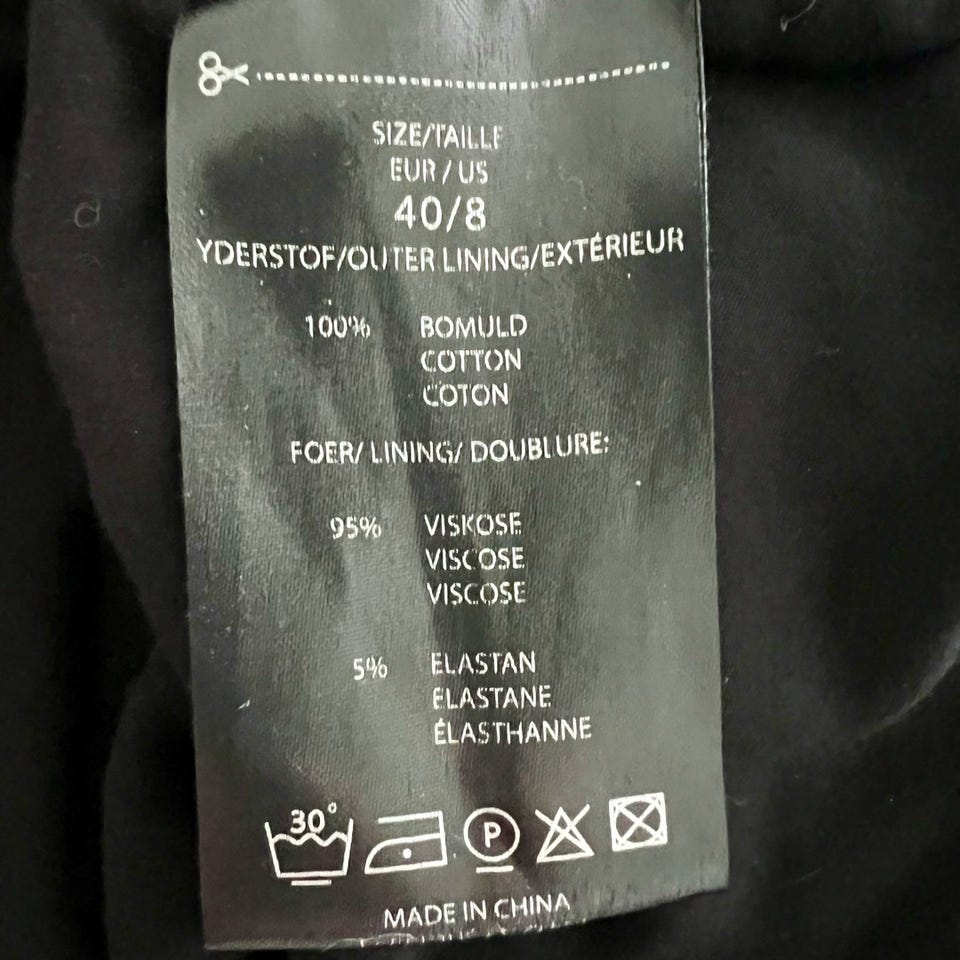 SIZE/TAILLE
EUR / US
40/8
YDERSTOF/OUTER LINING/EXTÉRIEUR
100% BOMULD
COTTON
COTON
FOER/ LINING/ DOUBLURE:
95% VISKOSE
VISCOSE
VISCOSE
5% ELASTAN
ELASTANE
ÉLASTHANNE
30° P
MADE IN CHINA